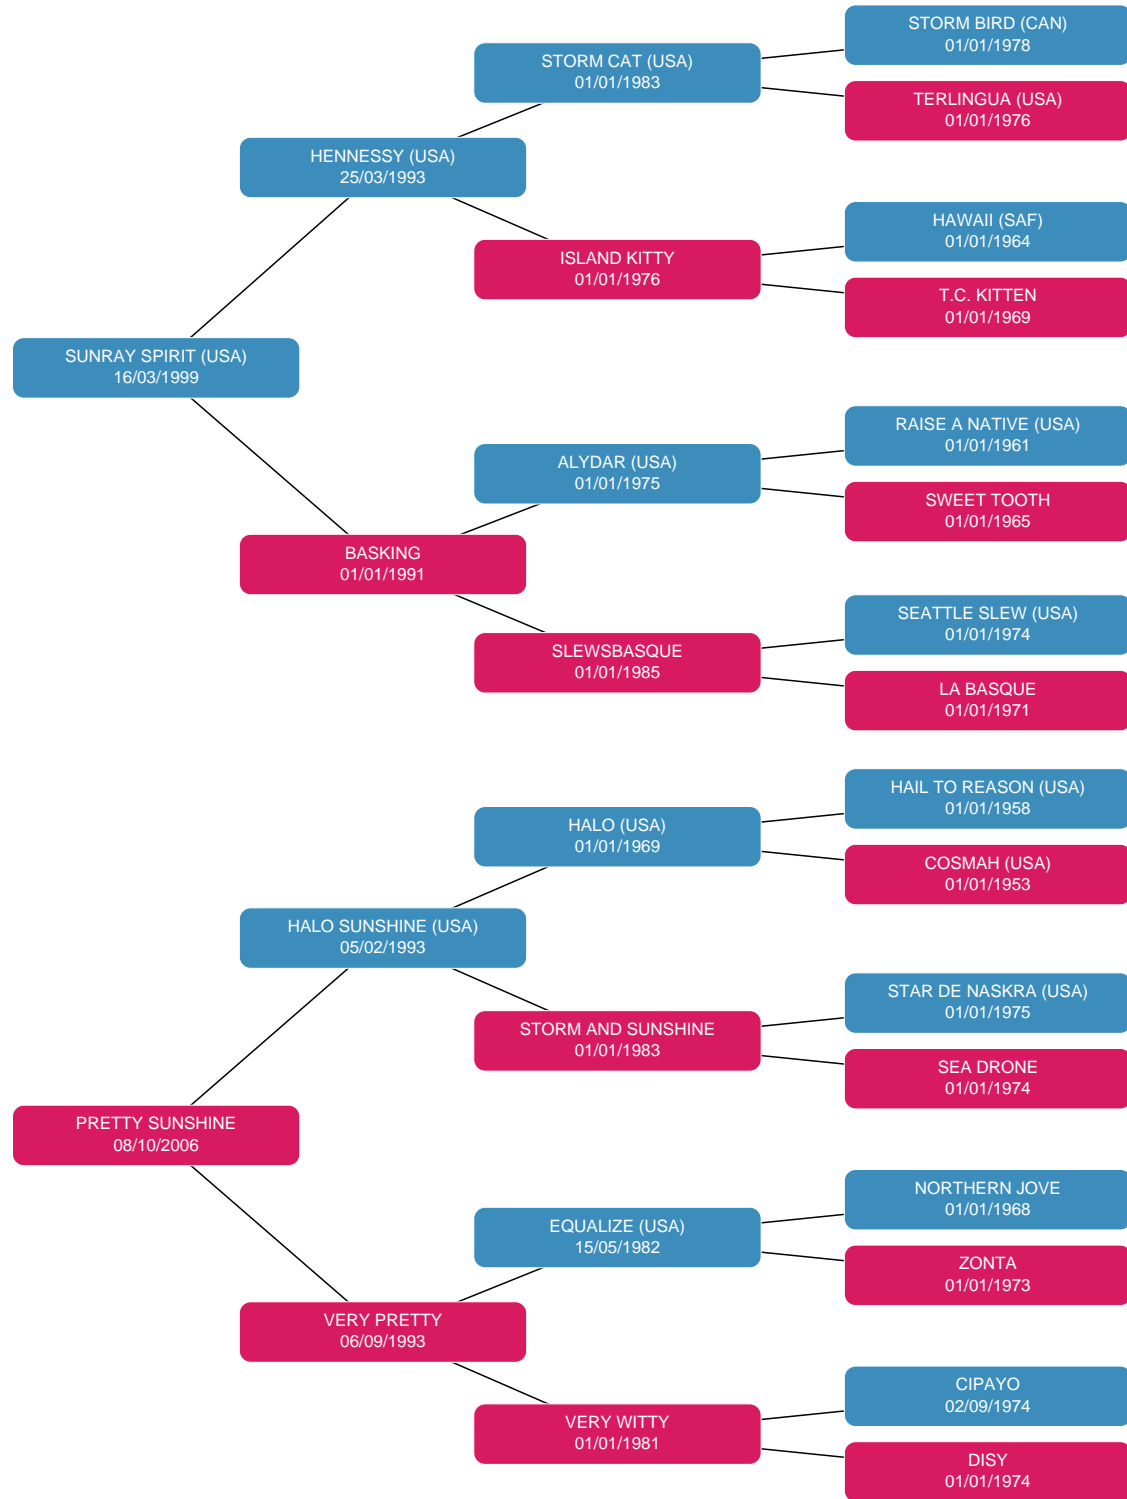 STORM BIRD (CAN)
01/01/1978
STORM CAT (USA)
01/01/1983
TERLINGUA (USA)
01/01/1976
HENNESSY (USA)
25/03/1993
HAWAII (SAF)
01/01/1964
ISLAND KITTY
01/01/1976
T.C. KITTEN
01/01/1969
SUNRAY SPIRIT (USA)
16/03/1999
RAISE A NATIVE (USA)
01/01/1961
ALYDAR (USA)
01/01/1975
SWEET TOOTH
01/01/1965
BASKING
01/01/1991
SEATTLE SLEW (USA)
01/01/1974
SLEWSBASQUE
01/01/1985
LA BASQUE
01/01/1971
HAIL TO REASON (USA)
01/01/1958
HALO (USA)
01/01/1969
COSMAH (USA)
01/01/1953
HALO SUNSHINE (USA)
05/02/1993
STAR DE NASKRA (USA)
01/01/1975
STORM AND SUNSHINE
01/01/1983
SEA DRONE
01/01/1974
PRETTY SUNSHINE
08/10/2006
NORTHERN JOVE
01/01/1968
EQUALIZE (USA)
15/05/1982
ZONTA
01/01/1973
VERY PRETTY
06/09/1993
CIPAYO
02/09/1974
VERY WITTY
01/01/1981
DISY
01/01/1974